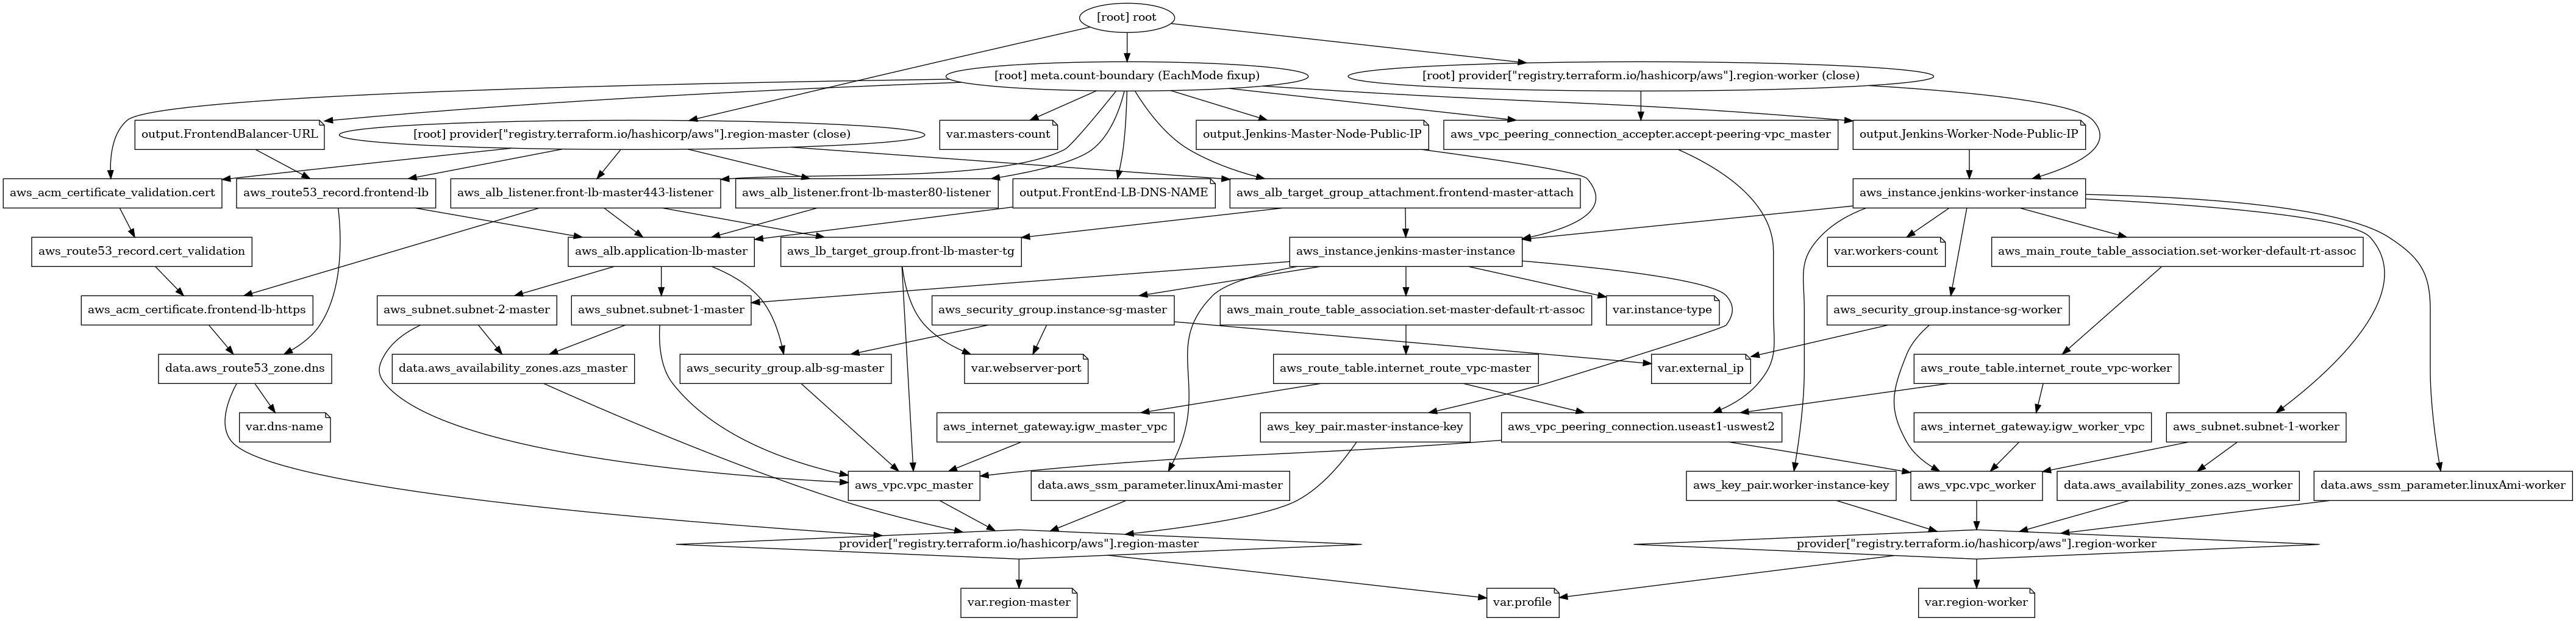 [root] root
[root] meta.count-boundary (EachMode fixup)
[root] provider["registry.terraform.io/hashicorp/aws"].region-worker (close)
output.FrontendBalancer-URL
[root] provider["registry.terraform.io/hashicorp/aws"].region-master (close)
var.masters-count
output.Jenkins-Master-Node-Public-IP
aws_vpc_peering_connection_accepter.accept-peering-vpc_master
output.Jenkins-Worker-Node-Public-IP
aws_acm_certificate_validation.cert
aws_route53_record.frontend-lb
aws_alb_listener.front-lb-master443-listener
aws_alb_listener.front-lb-master80-listener
output.FrontEnd-LB-DNS-NAME
aws_alb_target_group_attachment.frontend-master-attach
aws_instance.jenkins-worker-instance
aws_route53_record.cert_validation
aws_alb.application-lb-master
aws_lb_target_group.front-lb-master-tg
aws_instance.jenkins-master-instance
var.workers-count
aws_main_route_table_association.set-worker-default-rt-assoc
aws_acm_certificate.frontend-lb-https
aws_subnet.subnet-2-master
aws_subnet.subnet-1-master
aws_security_group.instance-sg-master
aws_main_route_table_association.set-master-default-rt-assoc
var.instance-type
aws_security_group.instance-sg-worker
data.aws_route53_zone.dns
data.aws_availability_zones.azs_master
aws_security_group.alb-sg-master
var.webserver-port
aws_route_table.internet_route_vpc-master
var.external_ip
aws_route_table.internet_route_vpc-worker
var.dns-name
aws_internet_gateway.igw_master_vpc
aws_key_pair.master-instance-key
aws_vpc_peering_connection.useast1-uswest2
aws_internet_gateway.igw_worker_vpc
aws_subnet.subnet-1-worker
aws_vpc.vpc_master
data.aws_ssm_parameter.linuxAmi-master
aws_key_pair.worker-instance-key
aws_vpc.vpc_worker
data.aws_availability_zones.azs_worker
data.aws_ssm_parameter.linuxAmi-worker
provider["registry.terraform.io/hashicorp/aws"].region-master
provider["registry.terraform.io/hashicorp/aws"].region-worker
var.region-master
var.profile
var.region-worker